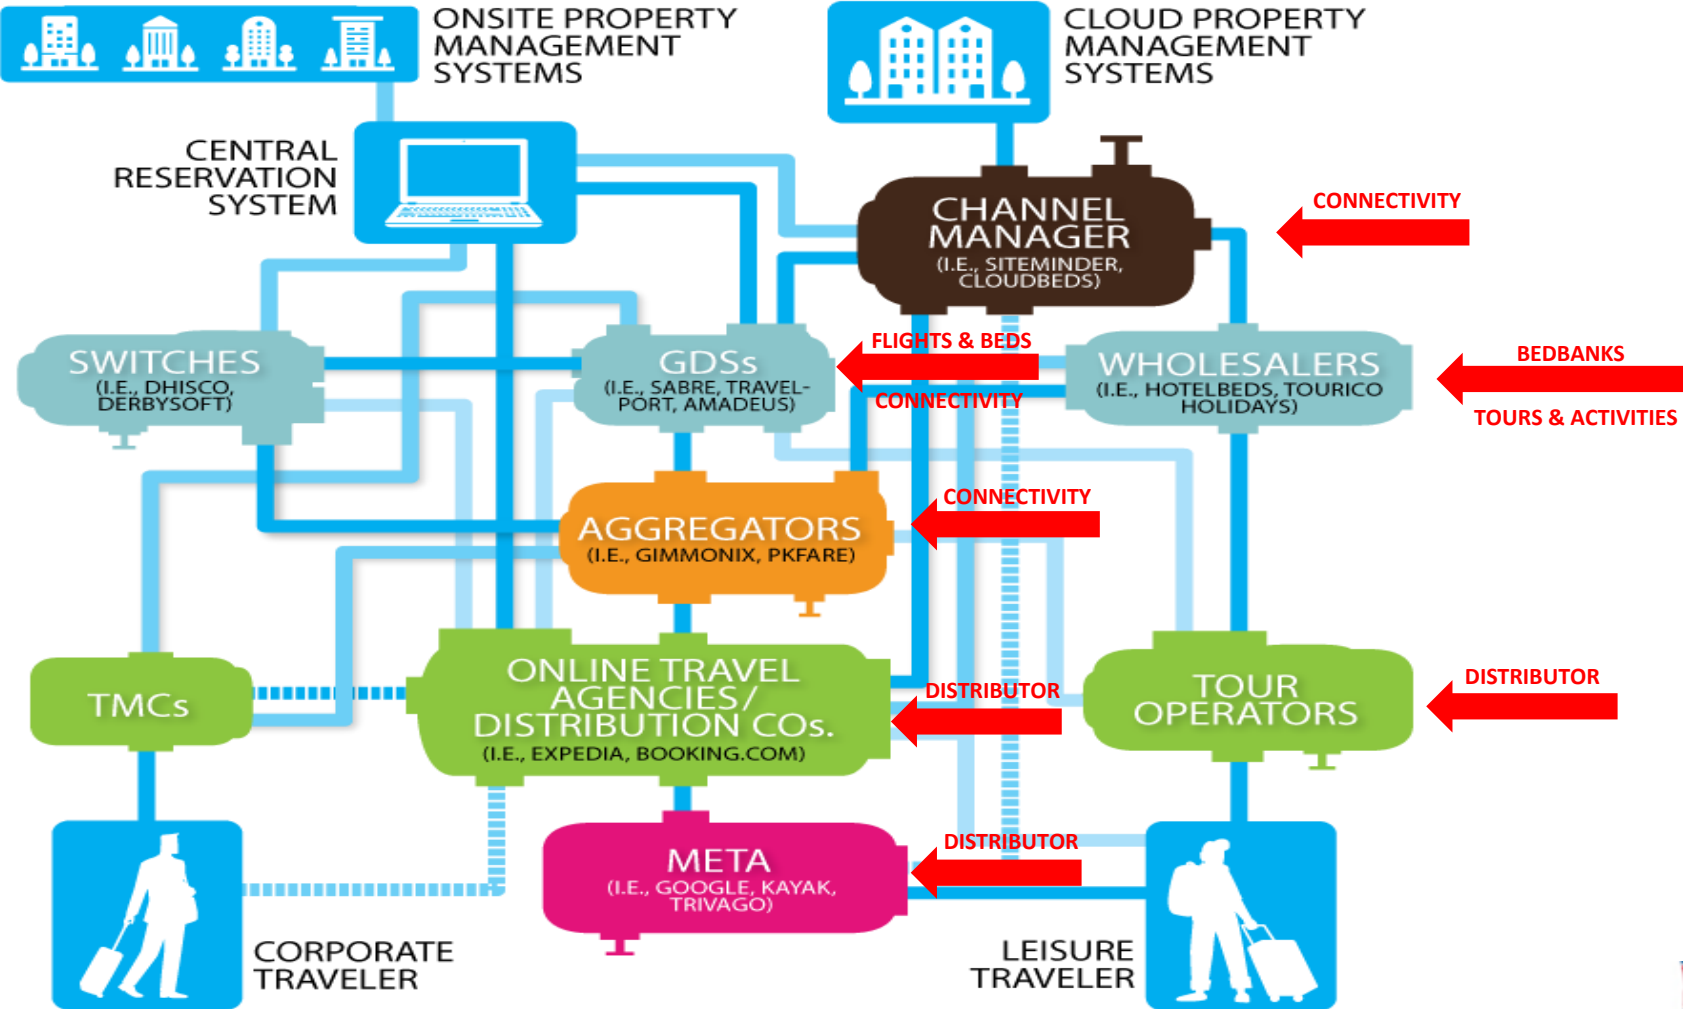 ONSITE PROPERTY
MANAGEMENT
SYSTEMS
CLOUD PROPERTY
MANAGEMENT
SYSTEMS
CENTRAL
RESERVATION
SYSTEM
CHANNEL
MANAGER
(I.E., SITEMINDER,
CLOUDBEDS)
CONNECTIVITY
SWITCHES
(I.E., DHISCO,
DERBYSOFT)
GDSs
(I.E., SABRE, TRAVEL-
PORT, AMADEUS)
FLIGHTS & BEDS
CONNECTIVITY
WHOLESALERS
(I.E., HOTELBEDS, TOURICO
HOLIDAYS)
BEDBANKS
TOURS & ACTIVITIES
AGGREGATORS
(I.E., GIMMONIX, PKFARE)
CONNECTIVITY
TMCs
ONLINE TRAVEL
AGENCIES/
DISTRIBUTION COs.
(I.E., EXPEDIA, BOOKING.COM)
DISTRIBUTOR
TOUR
OPERATORS
DISTRIBUTOR
META
(I.E., GOOGLE, KAYAK,
TRIVAGO)
DISTRIBUTOR
CORPORATE
TRAVELER
LEISURE
TRAVELER